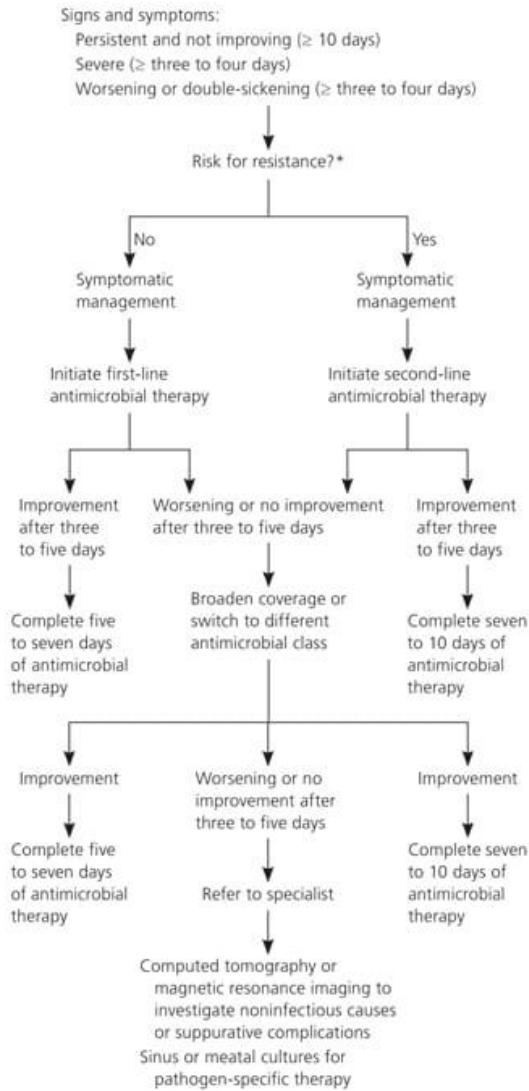 Signs and symptoms:
Persistent and not improving (≥ 10 days)
Severe (≥ three to four days)
Worsening or double-sickening (≥ three to four days)
Risk for resistance?*
No
Yes
Symptomatic
management
Symptomatic
management
Initiate first-line
antimicrobial therapy
Initiate second-line
antimicrobial therapy
Improvement
after three
to five days
Worsening or no improvement
after three to five days
Improvement
after three
to five days
Complete five
to seven days
of antimicrobial
therapy
Broaden coverage or
switch to different
antimicrobial class
Complete seven
to 10 days of
antimicrobial
therapy
Improvement
Worsening or no
improvement after
three to five days
Improvement
Complete five
to seven days
of antimicrobial
therapy
Refer to specialist
Complete seven
to 10 days of
antimicrobial
therapy
Computed tomography or
magnetic resonance imaging to
investigate noninfectious causes
or suppurative complications
Sinus or meatal cultures for
pathogen-specific therapy